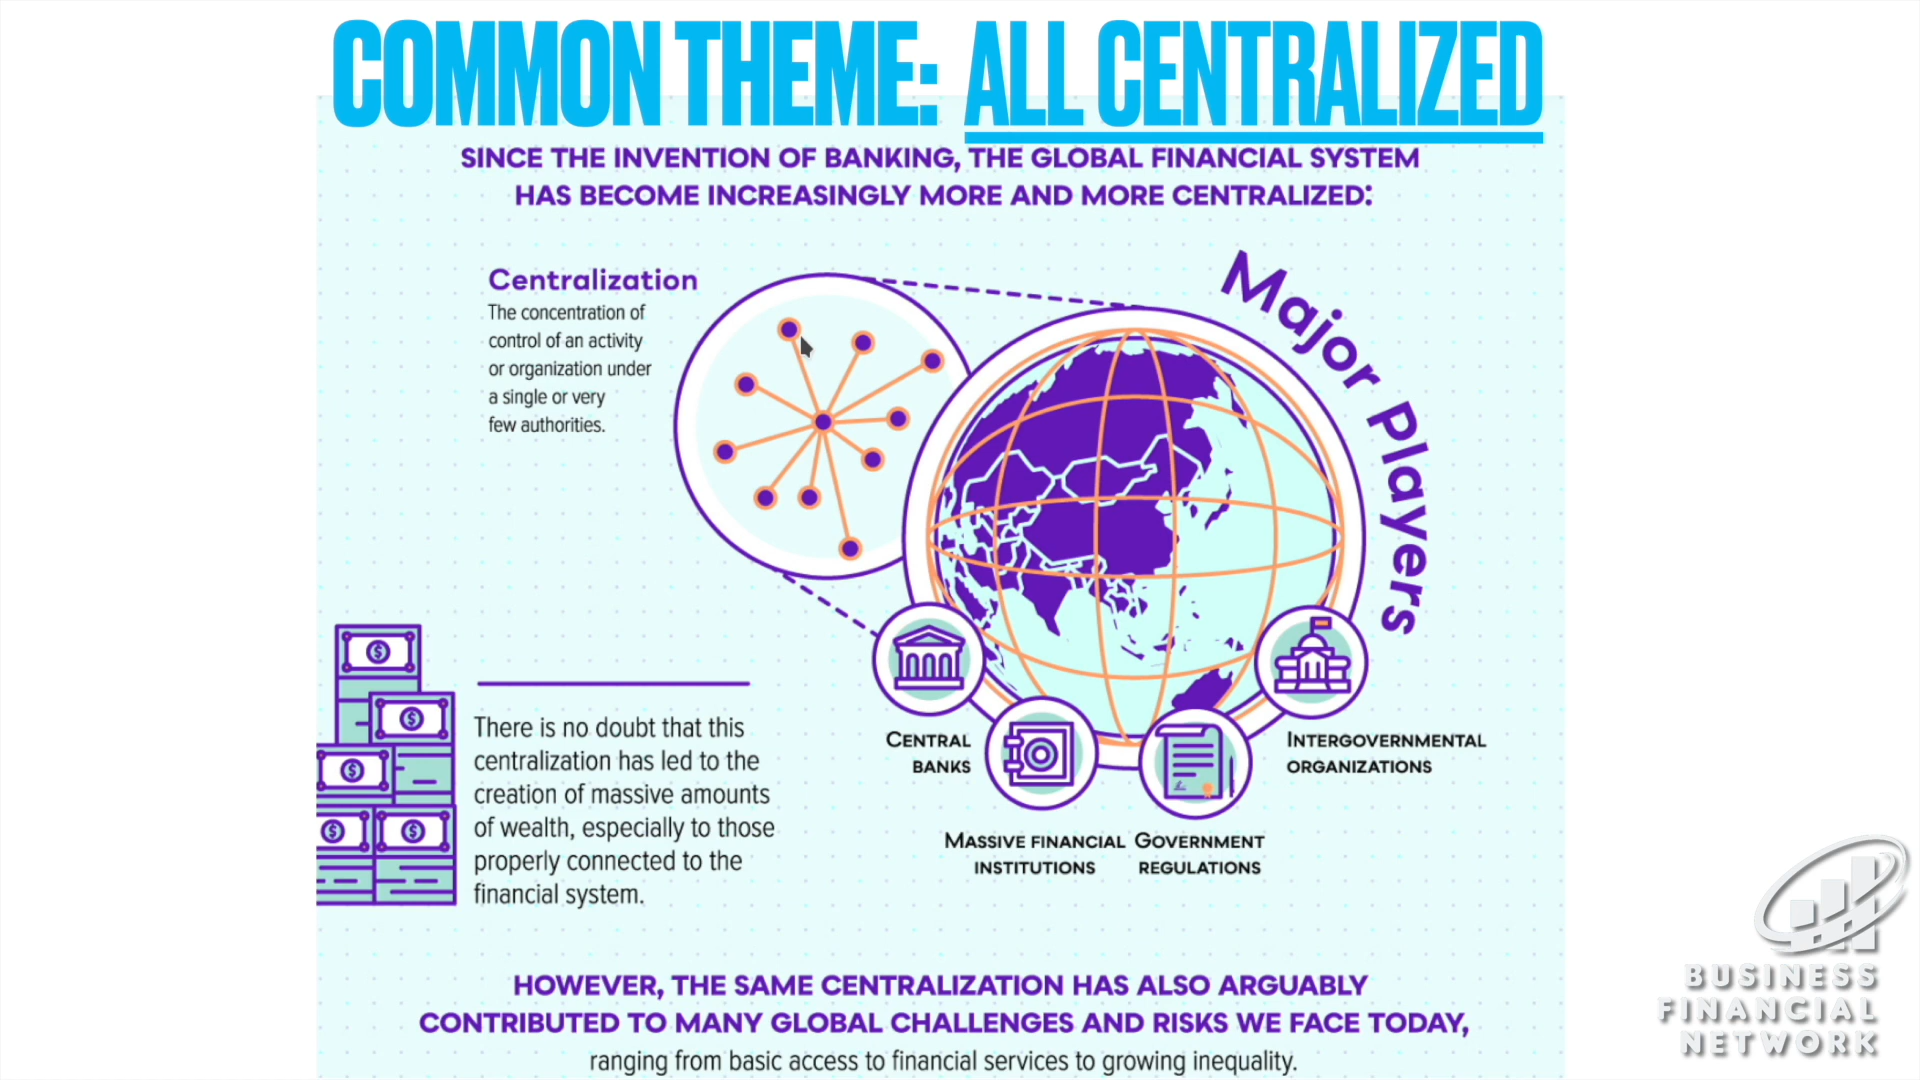 COMMON THEME: ALL CENTRALIZED
SINCE THE INVENTION OF BANKING, THE GLOBAL FINANCIAL SYSTEM
HAS BECOME INCREASINGLY MORE AND MORE CENTRALIZED:
Centralization
The concentration of
control of an activity
or organization under
a single or very
few authorities.
Major Players
CENTRAL
BANKS
MASSIVE FINANCIAL
INSTITUTIONS
GOVERNMENT
REGULATIONS
INTERGOVERNMENTAL
ORGANIZATIONS
$
$
$
$
$
There is no doubt that this
centralization has led to the
creation of massive amounts
of wealth, especially to those
properly connected to the
financial system.
HOWEVER, THE SAME CENTRALIZATION HAS ALSO ARGUABLY
CONTRIBUTED TO MANY GLOBAL CHALLENGES AND RISKS WE FACE TODAY,
ranging from basic access to financial services to growing inequality.
BUSINESS
FINANCIAL
NETWORK